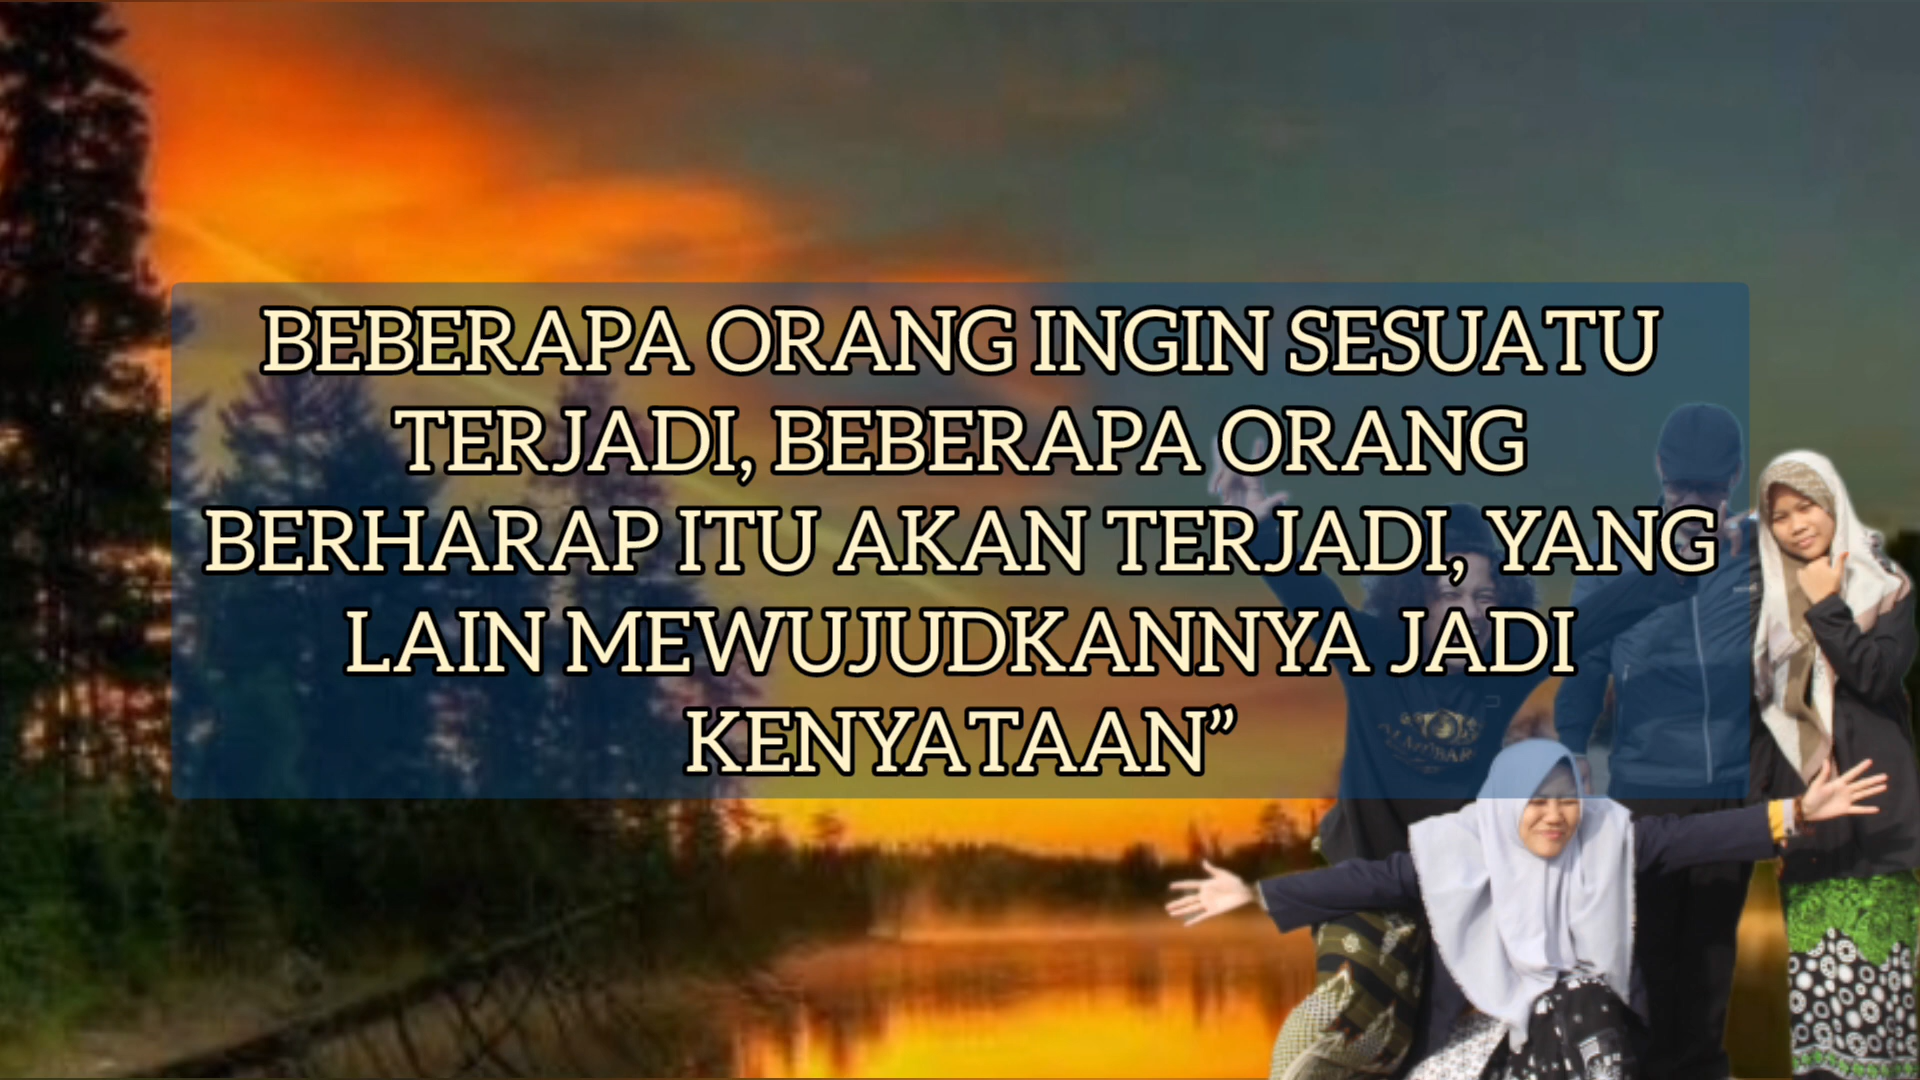 BEBERAPA ORANG INGIN SESUATU
TERJADI, BEBERAPA ORANG
BERHARAP ITU AKAN TERJADI, YANG
LAIN MEWUJUDKANNYA JADI
KENYATAAN”